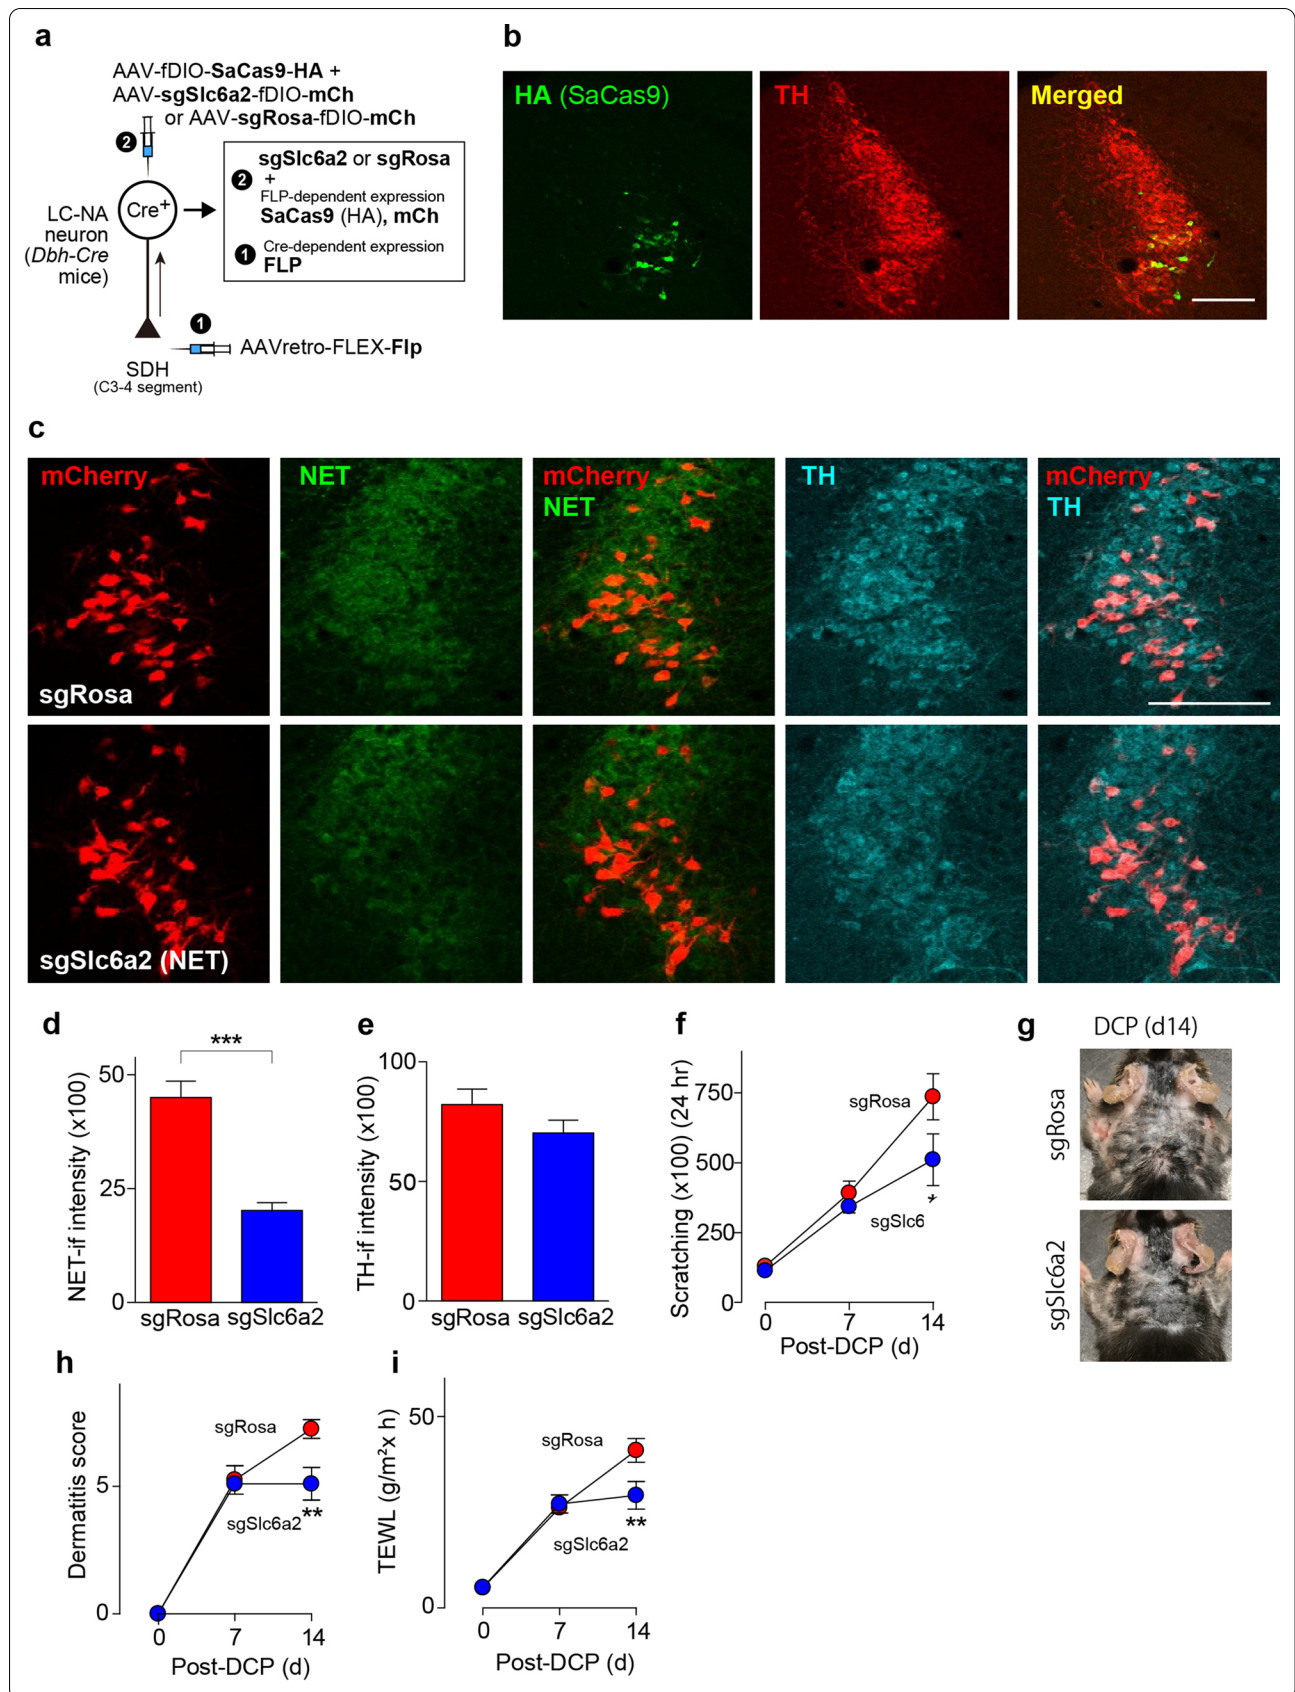 a
AAV-fDIO-SaCas9-HA +
AAV-sgSlc6a2-fDIO-mCh
or AAV-sgRosa-fDIO-mCh
2
Cre+
LC-NA
neuron
(Dbh-Cre
mice)
sgSlc6a2 or sgRosa
2 +
FLP-dependent expression
SaCas9 (HA), mCh
1 Cre-dependent expression
FLP
1
AAVretro-FLEX-Flp
SDH
(C3-4 segment)
b
HA (SaCas9)
TH
Merged
c
mCherry
NET
mCherry
NET
TH
mCherry
TH
sgRosa
sgSlc6a2 (NET)
d
NET-if intensity (x100)
50
25
0
***
sgRosa
sgSlc6a2
e
TH-if intensity (x100)
100
50
0
sgRosa
sgSlc6a2
f
Scratching (x100) (24 hr)
750
500
250
0
sgRosa
sgSlc6
*
0 7 14
Post-DCP (d)
g
DCP (d14)
sgRosa
sgSlc6a2
h
Dermatitis score
5
0
sgRosa
sgSlc6a2
**
0 7 14
Post-DCP (d)
i
TEWL (g/m²x h)
50
0
sgRosa
**
sgSlc6a2
0 7 14
Post-DCP (d)